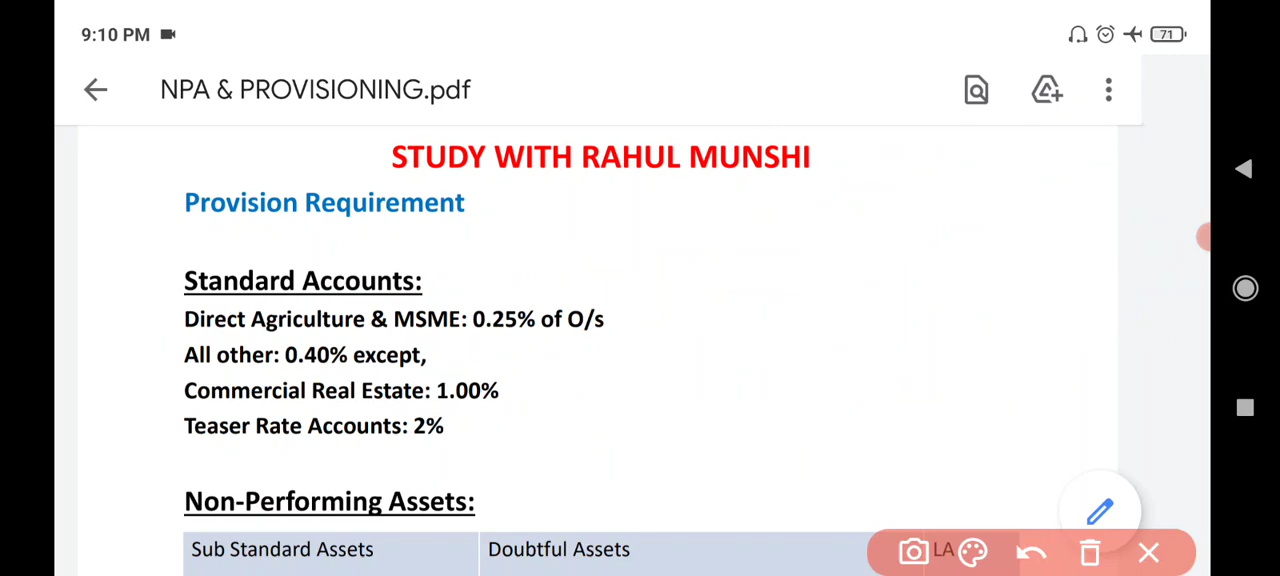 9:10 PM
71
NPA & PROVISIONING.pdf
STUDY WITH RAHUL MUNSHI
Provision Requirement
Standard Accounts:
Direct Agriculture & MSME: 0.25% of O/s
All other: 0.40% except,
Commercial Real Estate: 1.00%
Teaser Rate Accounts: 2%
Non-Performing Assets:
Sub Standard Assets Doubtful Assets LA